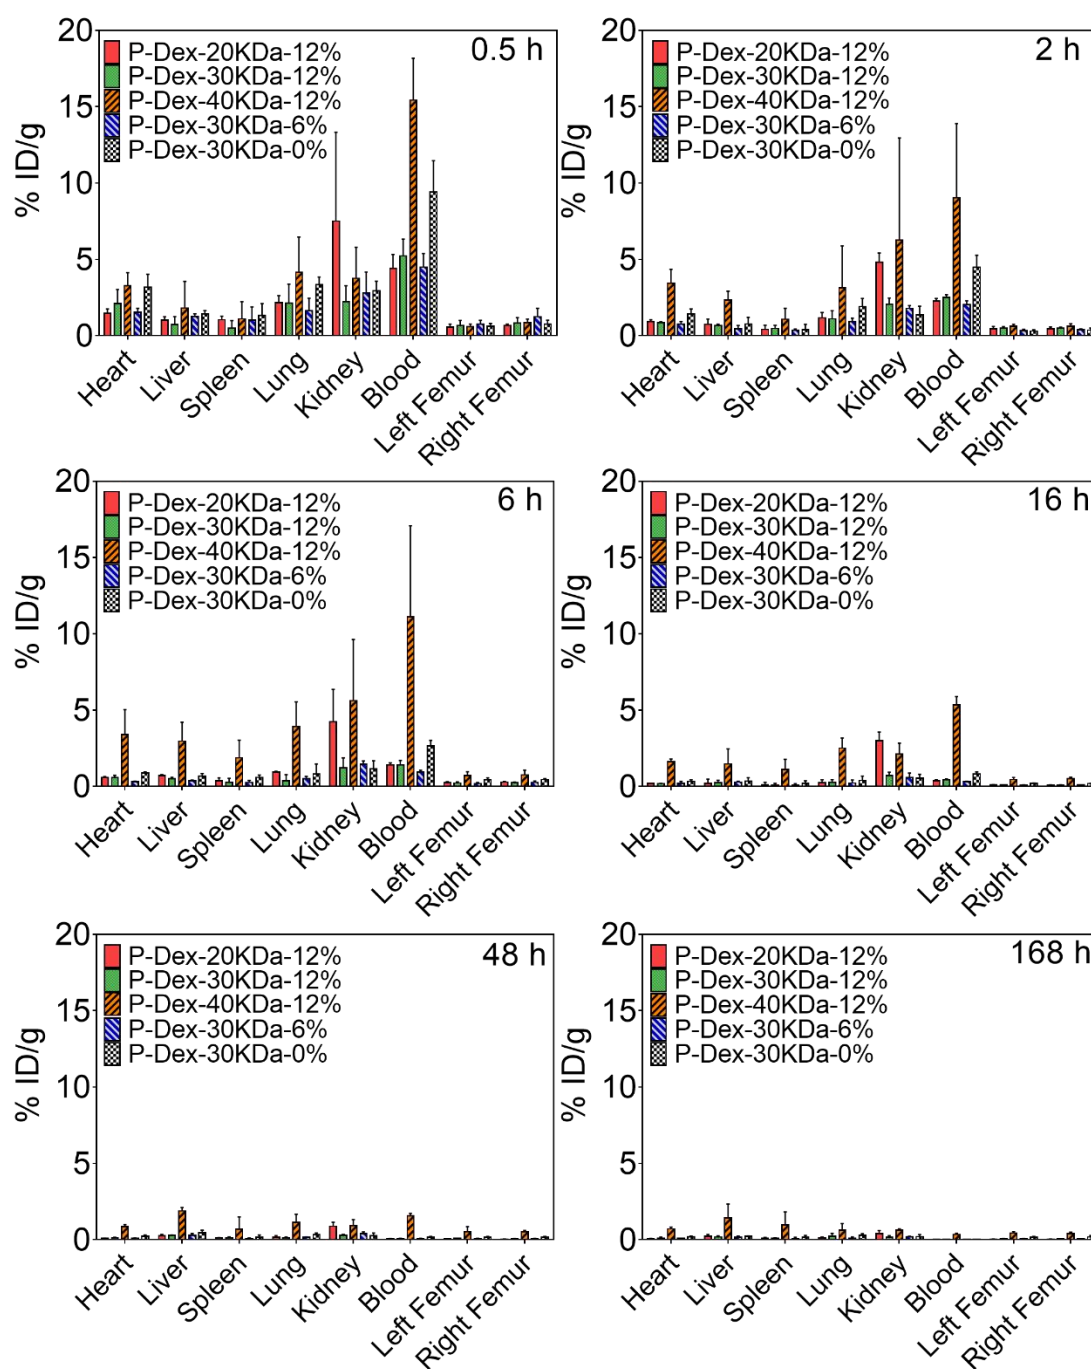 20
15
10
5
0
% ID/g
P-Dex-20KDa-12%
P-Dex-30KDa-12%
P-Dex-40KDa-12%
P-Dex-30KDa-6%
P-Dex-30KDa-0%
0.5 h
Heart
Liver
Spleen
Lung
Kidney
Blood
Left Femur
Right Femur
20
15
10
5
0
% ID/g
P-Dex-20KDa-12%
P-Dex-30KDa-12%
P-Dex-40KDa-12%
P-Dex-30KDa-6%
P-Dex-30KDa-0%
2 h
Heart
Liver
Spleen
Lung
Kidney
Blood
Left Femur
Right Femur
20
15
10
5
0
% ID/g
P-Dex-20KDa-12%
P-Dex-30KDa-12%
P-Dex-40KDa-12%
P-Dex-30KDa-6%
P-Dex-30KDa-0%
6 h
Heart
Liver
Spleen
Lung
Kidney
Blood
Left Femur
Right Femur
20
15
10
5
0
% ID/g
P-Dex-20KDa-12%
P-Dex-30KDa-12%
P-Dex-40KDa-12%
P-Dex-30KDa-6%
P-Dex-30KDa-0%
16 h
Heart
Liver
Spleen
Lung
Kidney
Blood
Left Femur
Right Femur
20
15
10
5
0
% ID/g
P-Dex-20KDa-12%
P-Dex-30KDa-12%
P-Dex-40KDa-12%
P-Dex-30KDa-6%
P-Dex-30KDa-0%
48 h
Heart
Liver
Spleen
Lung
Kidney
Blood
Left Femur
Right Femur
20
15
10
5
0
% ID/g
P-Dex-20KDa-12%
P-Dex-30KDa-12%
P-Dex-40KDa-12%
P-Dex-30KDa-6%
P-Dex-30KDa-0%
168 h
Heart
Liver
Spleen
Lung
Kidney
Blood
Left Femur
Right Femur